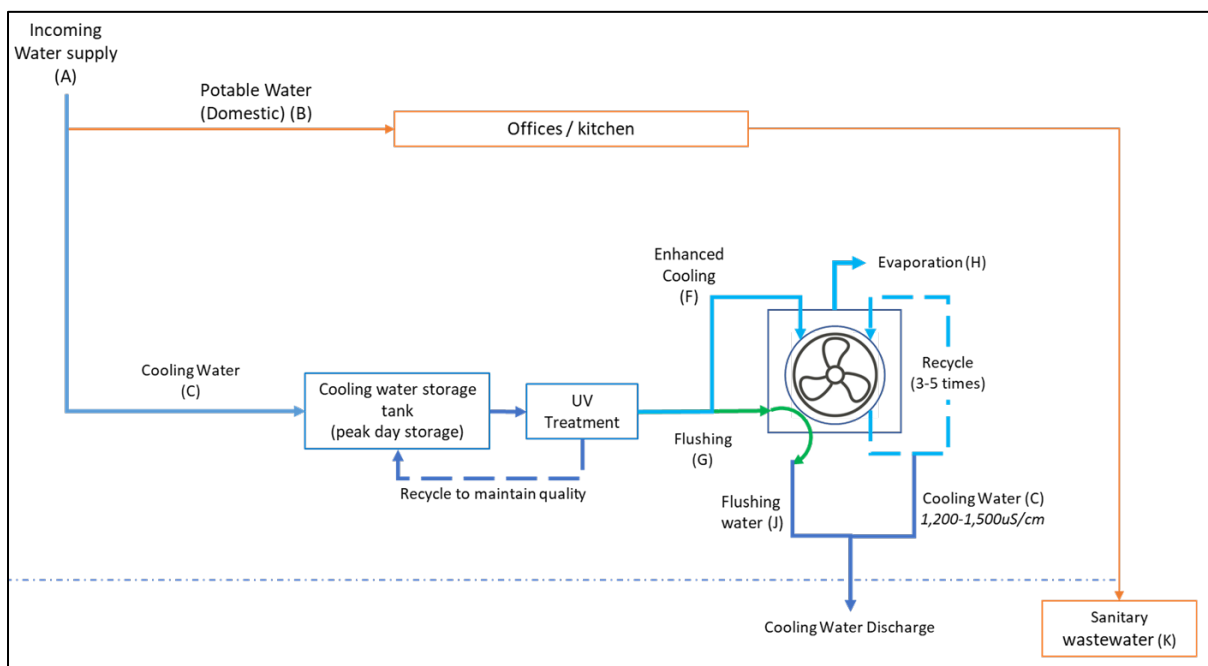 Incoming
Water supply
(A)
Potable Water
(Domestic) (B)
Offices / kitchen
Enhanced
Cooling
(F)
Evaporation (H)
Cooling Water
(C)
Cooling water storage
tank
(peak day storage)
UV
Treatment
Recycle
(3-5 times)
Flushing
(G)
Recycle to maintain quality
Flushing
water (J)
Cooling Water (C)
1,200-1,500uS/cm
Cooling Water Discharge
Sanitary
wastewater (K)